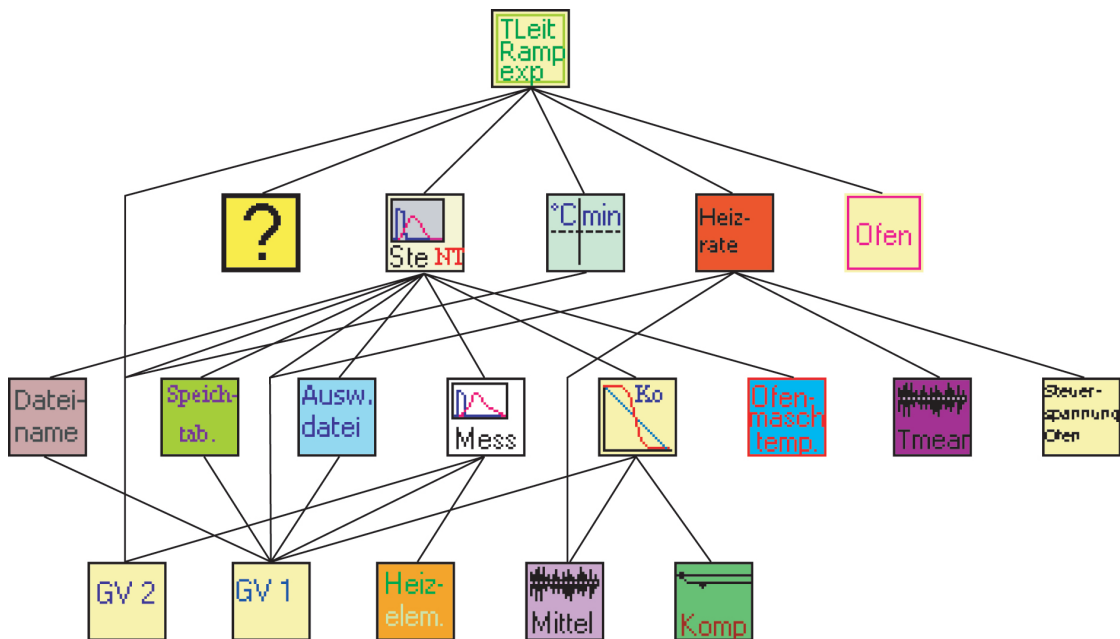 TLeit
Ramp
exp
?
Ste NT
°C min
Heiz-
rate
Ofen
Datei-
name
Speich-
tab.
Ausw.
datei
Mess
Ko
Ofen-
masch
temp.
Tmean
Steuer-
spannung
Ofen
GV 2
GV 1
Heiz-
elem.
Mittel
Komp